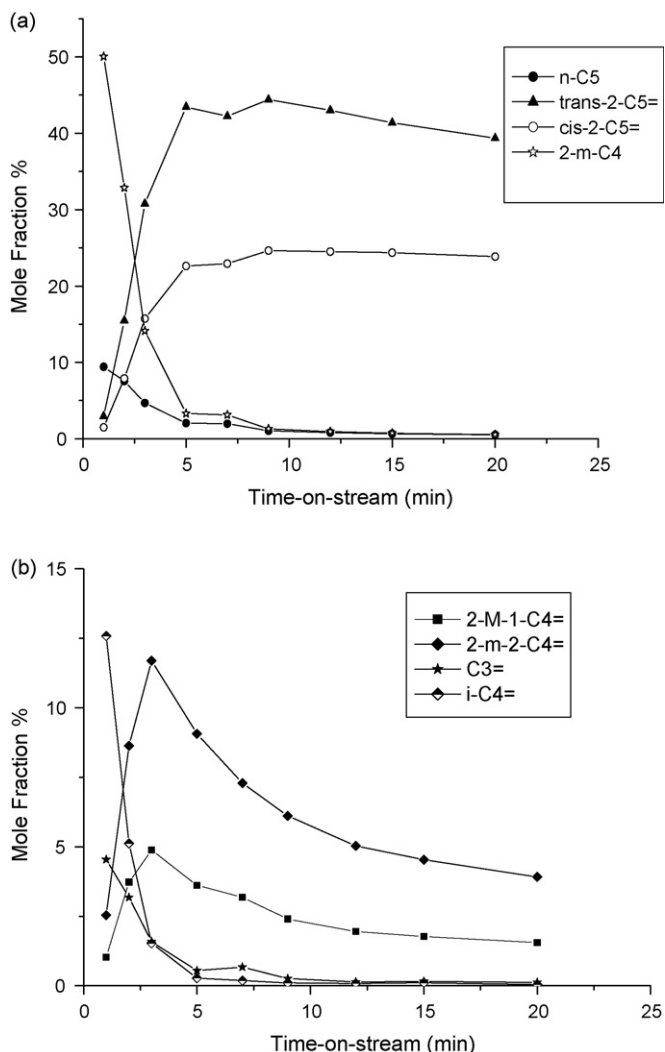 (a)
50
40
30
20
10
0
Mole Fraction %
n-C5
trans-2-C5=
cis-2-C5=
2-m-C4
0 5 10 15 20 25
Time-on-stream (min)
(b)
15
10
5
0
Mole Fraction %
2-M-1-C4=
2-m-2-C4=
C3=
i-C4=
0 5 10 15 20 25
Time-on-stream (min)